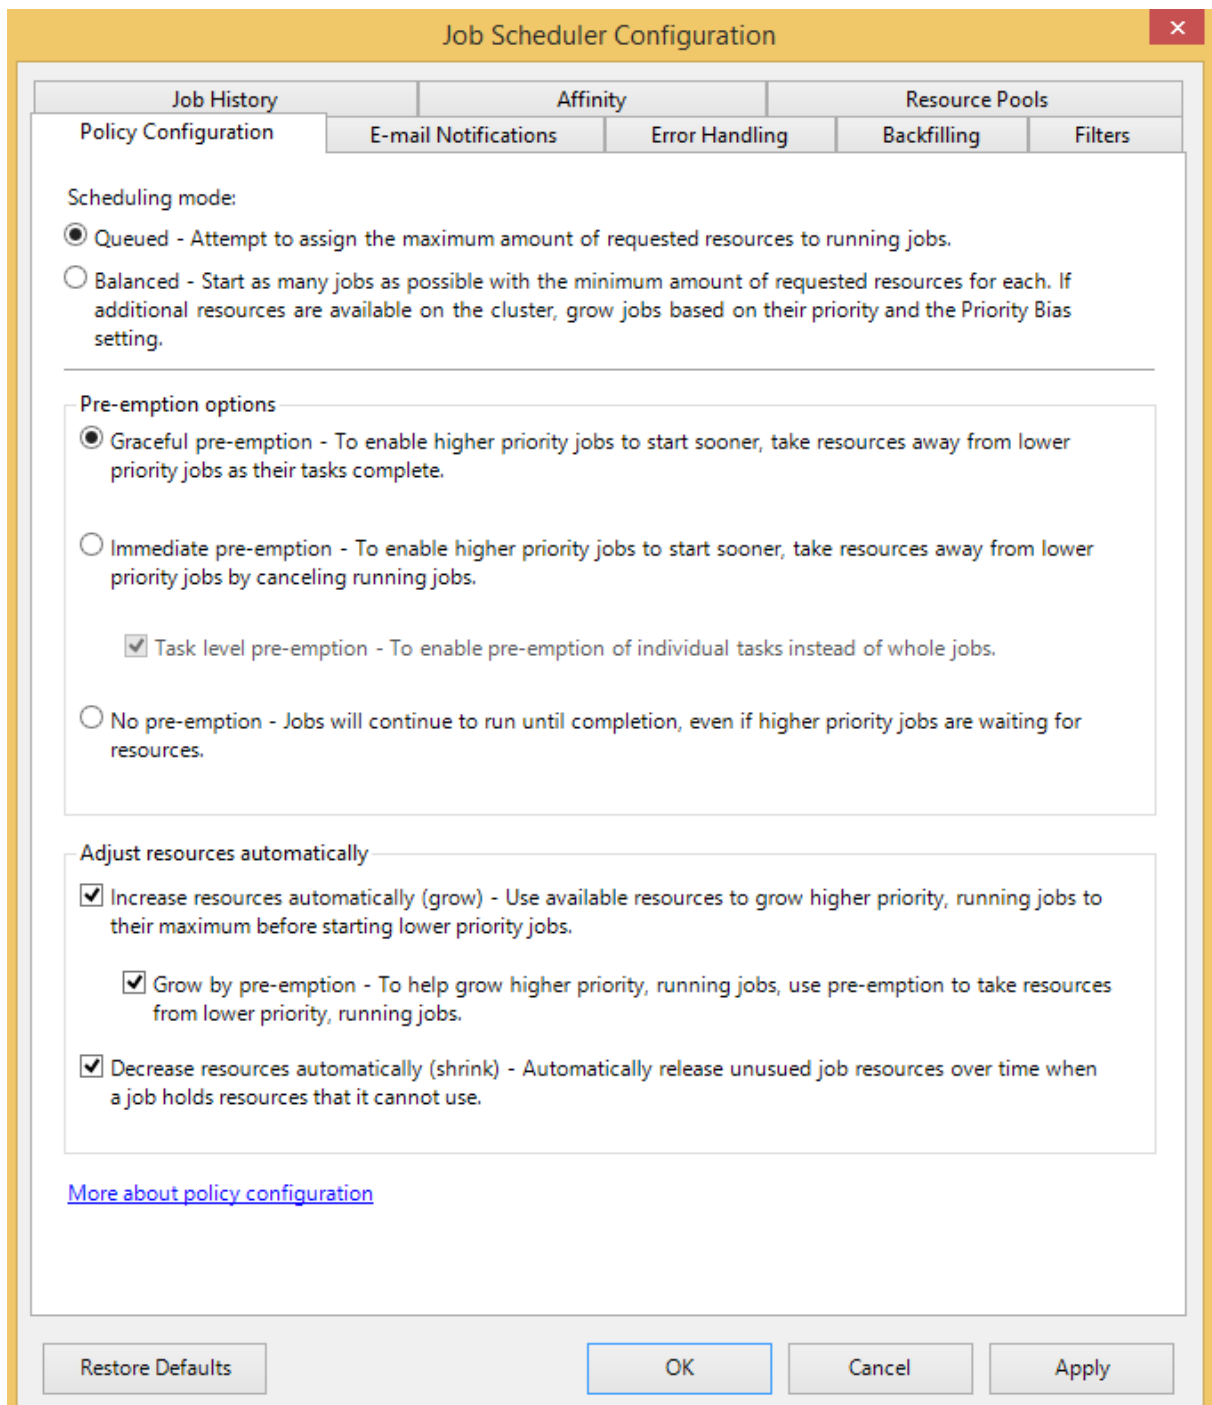 Job Scheduler Configuration
Job History
Affinity
Resource Pools
Policy Configuration
E-mail Notifications
Error Handling
Backfilling
Filters
Scheduling mode:
Queued - Attempt to assign the maximum amount of requested resources to running jobs.
Balanced - Start as many jobs as possible with the minimum amount of requested resources for each. If
additional resources are available on the cluster, grow jobs based on their priority and the Priority Bias
setting.
Pre-emption options
Graceful pre-emption - To enable higher priority jobs to start sooner, take resources away from lower
priority jobs as their tasks complete.
Immediate pre-emption - To enable higher priority jobs to start sooner, take resources away from lower
priority jobs by canceling running jobs.
Task level pre-emption - To enable pre-emption of individual tasks instead of whole jobs.
No pre-emption - Jobs will continue to run until completion, even if higher priority jobs are waiting for
resources.
Adjust resources automatically
Increase resources automatically (grow) - Use available resources to grow higher priority, running jobs to
their maximum before starting lower priority jobs.
Grow by pre-emption - To help grow higher priority, running jobs, use pre-emption to take resources
from lower priority, running jobs.
Decrease resources automatically (shrink) - Automatically release unusued job resources over time when
a job holds resources that it cannot use.
More about policy configuration
Restore Defaults
OK
Cancel
Apply